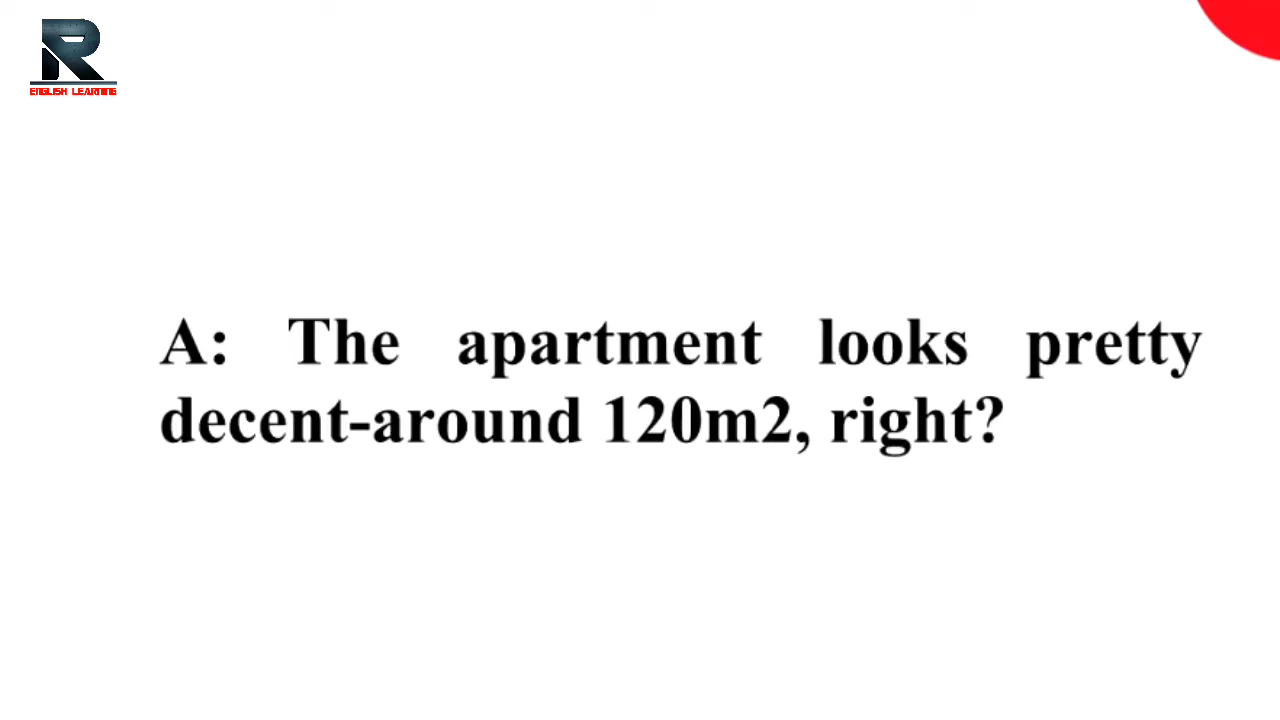 R
ENGLISH LEARNING
A: The apartment looks pretty
decent-around 120m2, right?